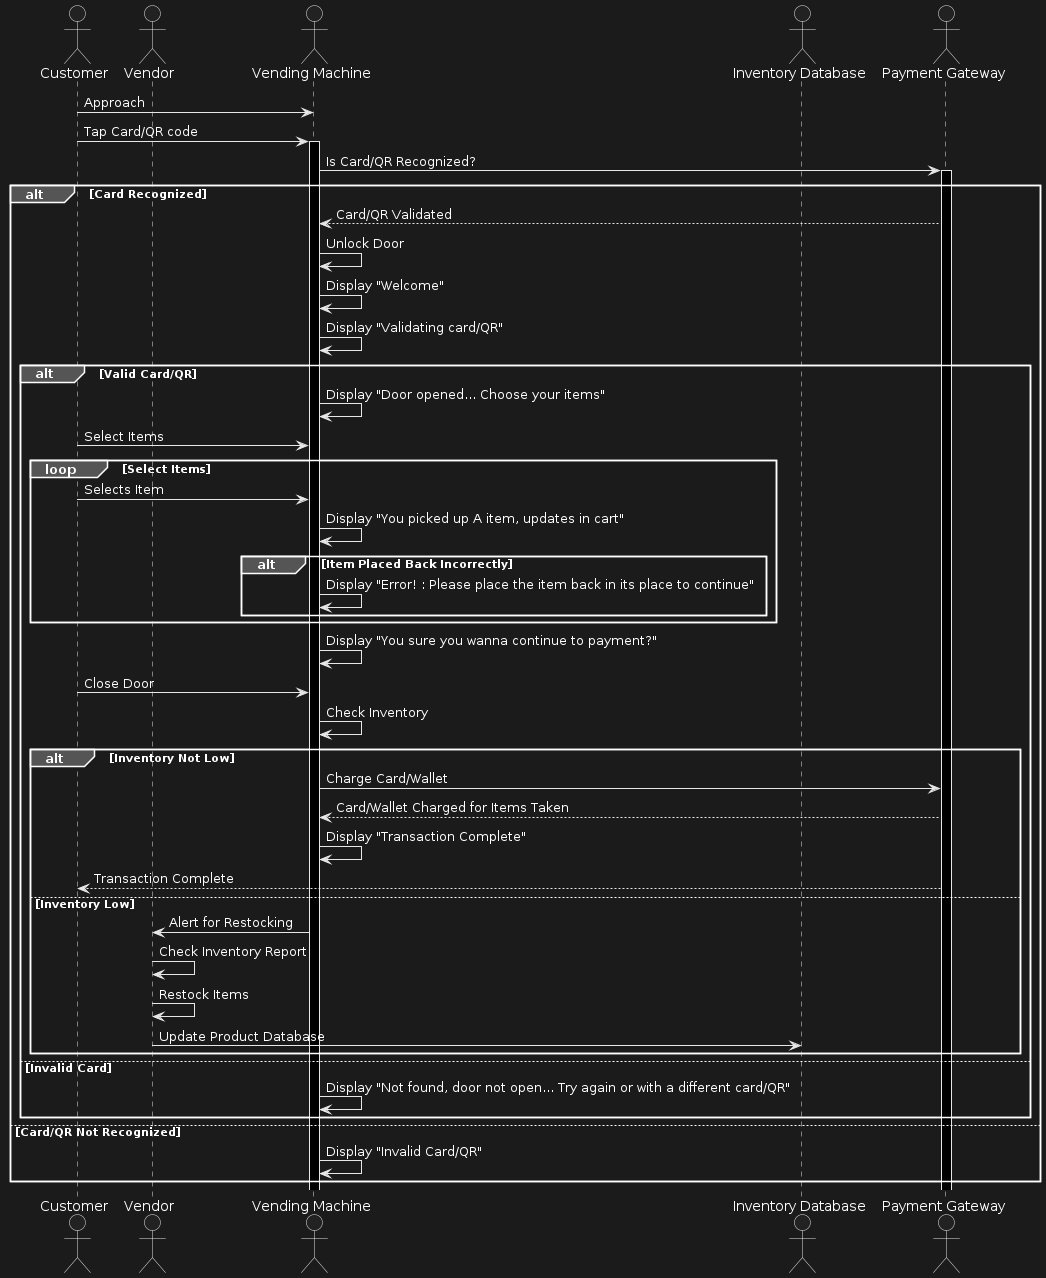 Customer Vendor Vending Machine Inventory Database Payment Gateway
Approach
Tap Card/QR code
Is Card/QR Recognized?
alt [Card Recognized]
Card/QR Validated
Unlock Door
Display "Welcome"
Display "Validating card/QR"
alt [Valid Card/QR]
Display "Door opened... Choose your items"
Select Items
loop [Select Items]
Selects Item
Display "You picked up A item, updates in cart"
alt [Item Placed Back Incorrectly]
Display "Error! : Please place the item back in its place to continue"
Display "You sure you wanna continue to payment?"
Close Door
Check Inventory
alt [Inventory Not Low]
Charge Card/Wallet
Card/Wallet Charged for Items Taken
Display "Transaction Complete"
Transaction Complete
[Inventory Low]
Alert for Restocking
Check Inventory Report
Restock Items
Update Product Database
[Invalid Card]
Display "Not found, door not open... Try again or with a different card/QR"
[Card/QR Not Recognized]
Display "Invalid Card/QR"
Customer Vendor Vending Machine Inventory Database Payment Gateway